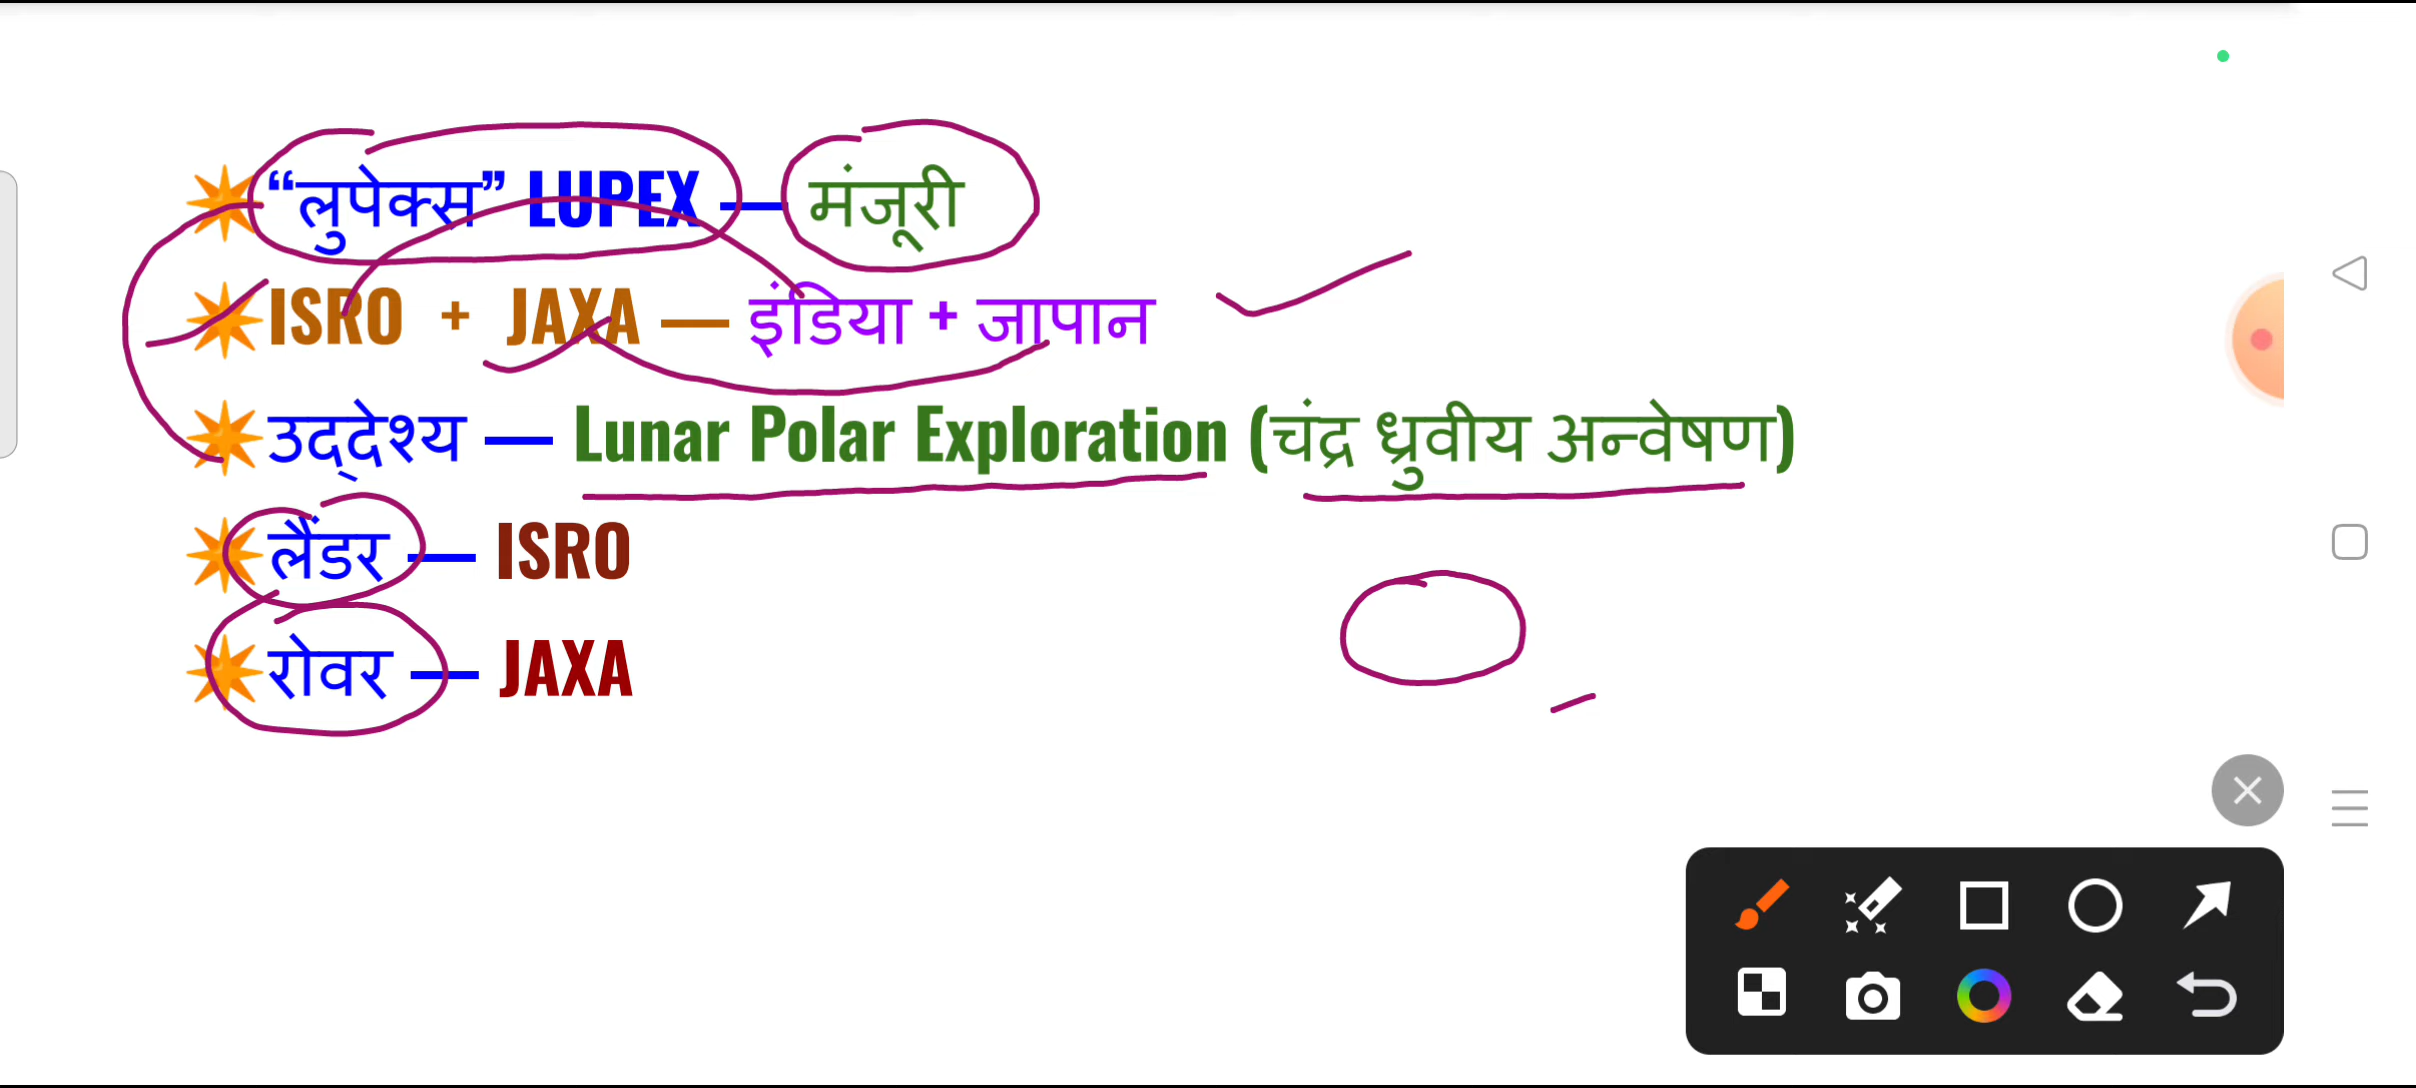 “लुपेक्स” LUPEX — मंजूरी
ISRO + JAXA — इंडिया + जापान
उद्देश्य — Lunar Polar Exploration (चंद्र ध्रुवीय अन्वेषण)
लैंडर — ISRO
रोवर — JAXA